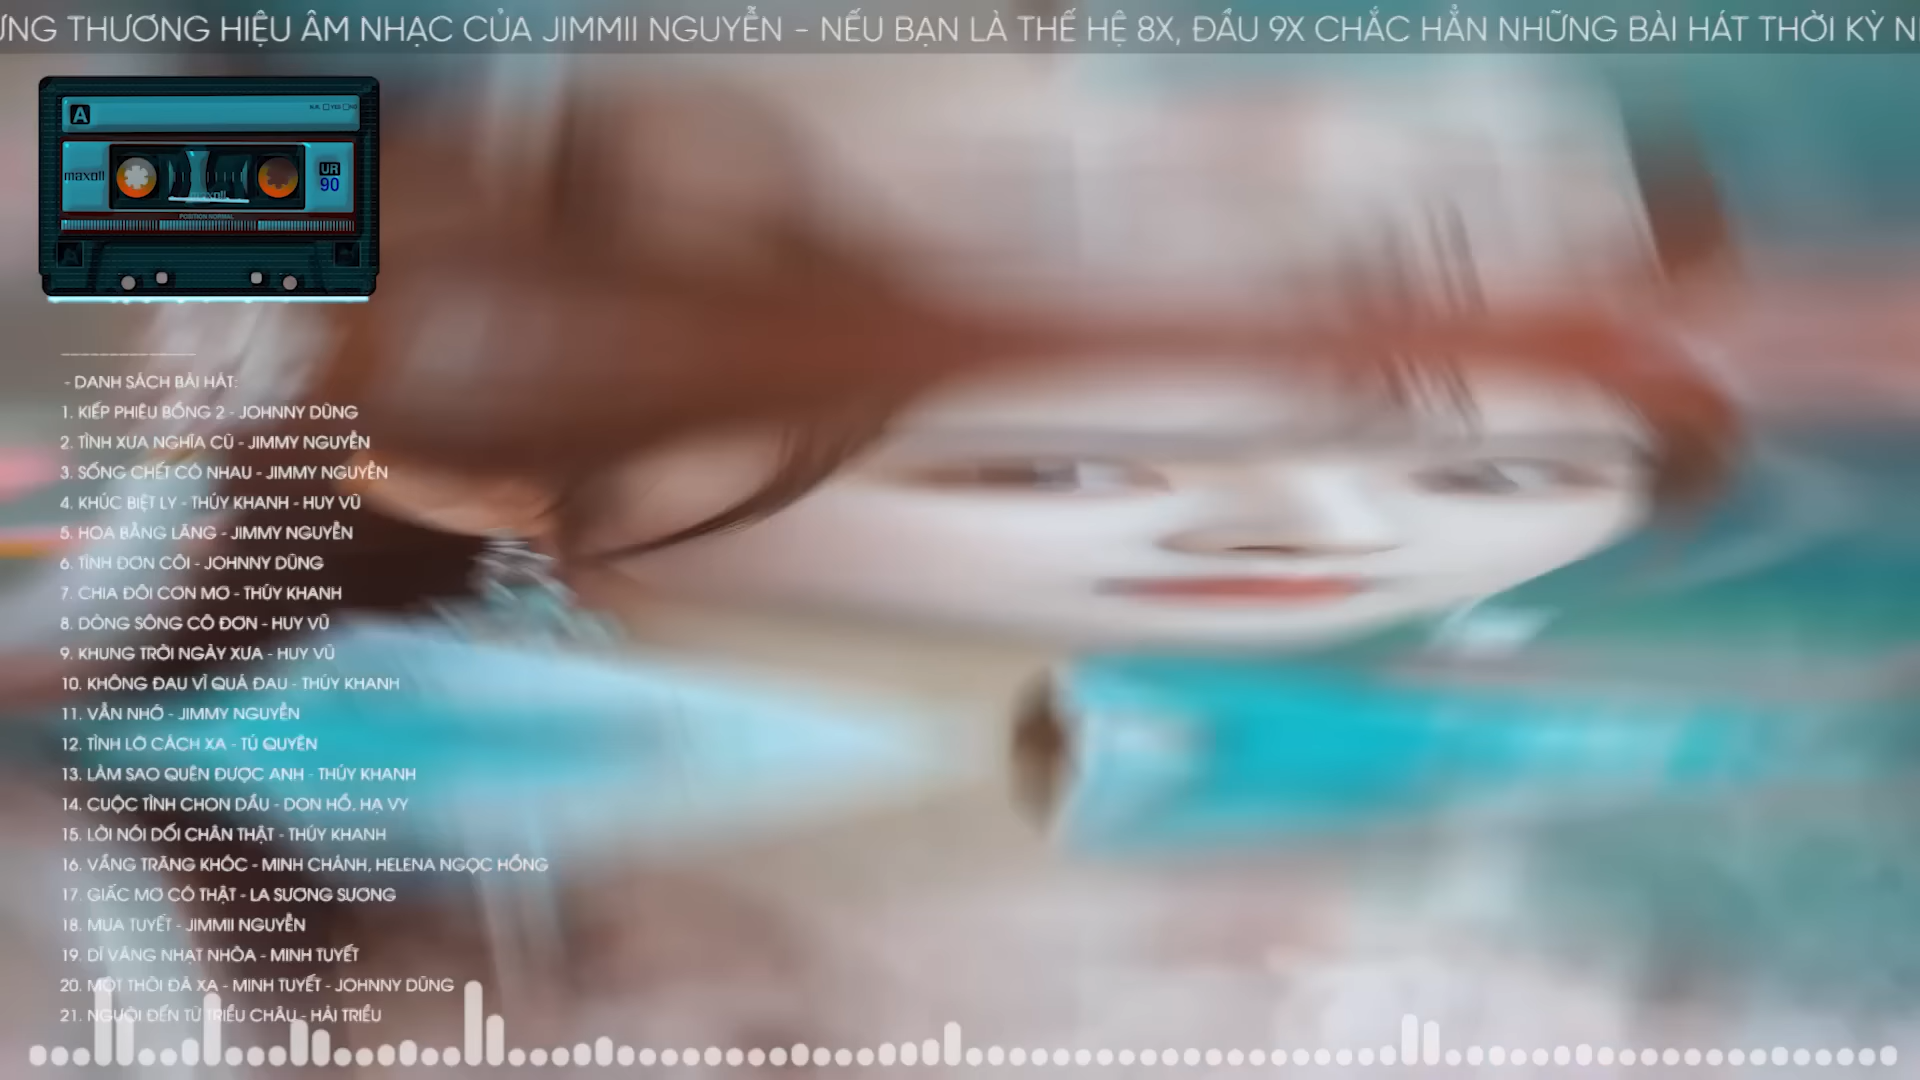 ỰNG THƯƠNG HIỆU ÂM NHẠC CỦA JIMMII NGUYỄN - NẾU BẠN LÀ THẾ HỆ 8X, ĐẦU 9X CHẮC HẲN NHỮNG BÀI HÁT THỜI KỲ
A
maxell
UR
90
POSITION NORMAL
- DANH SÁCH BÀI HÁT:
1. KIẾP PHIÊU BỒNG 2 - JOHNNY DŨNG
2. TÌNH XƯA NGHĨA CŨ - JIMMY NGUYỄN
3. SỐNG CHẾT CÓ NHAU - JIMMY NGUYỄN
4. KHÚC BIỆT LY - THÚY KHANH - HUY VŨ
5. HOA BẰNG LĂNG - JIMMY NGUYỄN
6. TÌNH ĐƠN CÔI - JOHNNY DŨNG
7. CHIA ĐÔI CƠN MƠ - THÚY KHANH
8. DÒNG SÔNG CÔ ĐƠN - HUY VŨ
9. KHUNG TRỜI NGÀY XƯA - HUY VŨ
10. KHÔNG ĐAU VÌ QUÁ ĐAU - THÚY KHANH
11. VẪN NHỚ - JIMMY NGUYỄN
12. TÌNH LỠ CÁCH XA - TÚ QUYÊN
13. LÀM SAO QUÊN ĐƯỢC ANH - THÚY KHANH
14. CUỘC TÌNH CHON DẤU - DON HỒ, HẠ VY
15. LỜI NÓI DỐI CHÂN THẬT - THÚY KHANH
16. VẦNG TRĂNG KHÓC - MINH CHÁNH, HELENA NGỌC HỒNG
17. GIẤC MƠ CÓ THẬT - LA SƯƠNG SƯƠNG
18. MUA TUYẾT - JIMMII NGUYỄN
19. DĨ VÃNG NHẠT NHÒA - MINH TUYẾT
20. MỘT THỜI ĐÃ XA - MINH TUYẾT - JOHNNY DŨNG
21. NGƯỜI ĐẾN TỪ TRIỀU CHÂU - HẢI TRIỀU